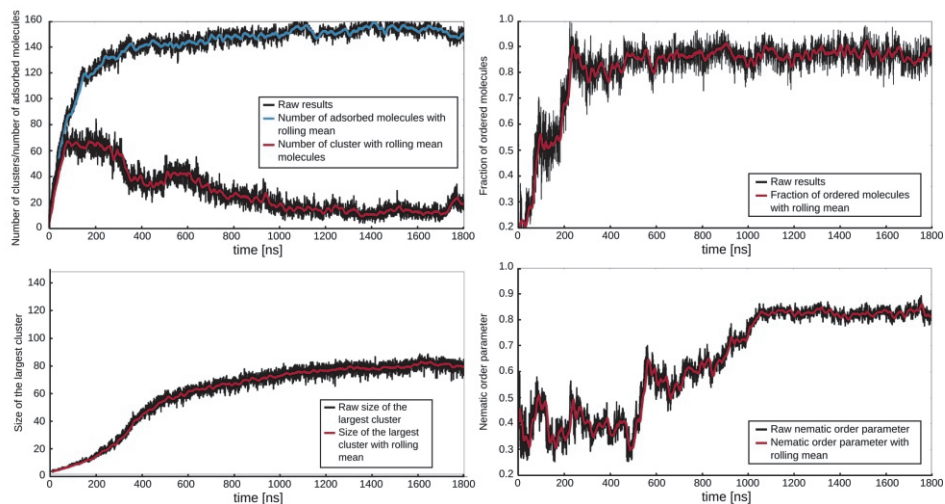 Number of clusters/number of adsorbed molecules
160
140
120
100
80
60
40
20
0
Raw results
Number of adsorbed molecules with
rolling mean
Number of cluster with rolling mean
molecules
0 200 400 600 800 1000 1200 1400 1600 1800
time [ns]
Fraction of ordered molecules
1.0
0.9
0.8
0.7
0.6
0.5
0.4
0.3
0.2
Raw results
Fraction of ordered molecules
with rolling mean
0 200 400 600 800 1000 1200 1400 1600 1800
time [ns]
Size of the largest cluster
140
120
100
80
60
40
20
0
Raw size of the
largest cluster
Size of the largest
cluster with rolling
mean
0 200 400 600 800 1000 1200 1400 1600 1800
time [ns]
Nematic order parameter
1.0
0.9
0.8
0.7
0.6
0.5
0.4
0.3
0.2
Raw nematic order parameter
Nematic order parameter with
rolling mean
0 200 400 600 800 1000 1200 1400 1600 1800
time [ns]